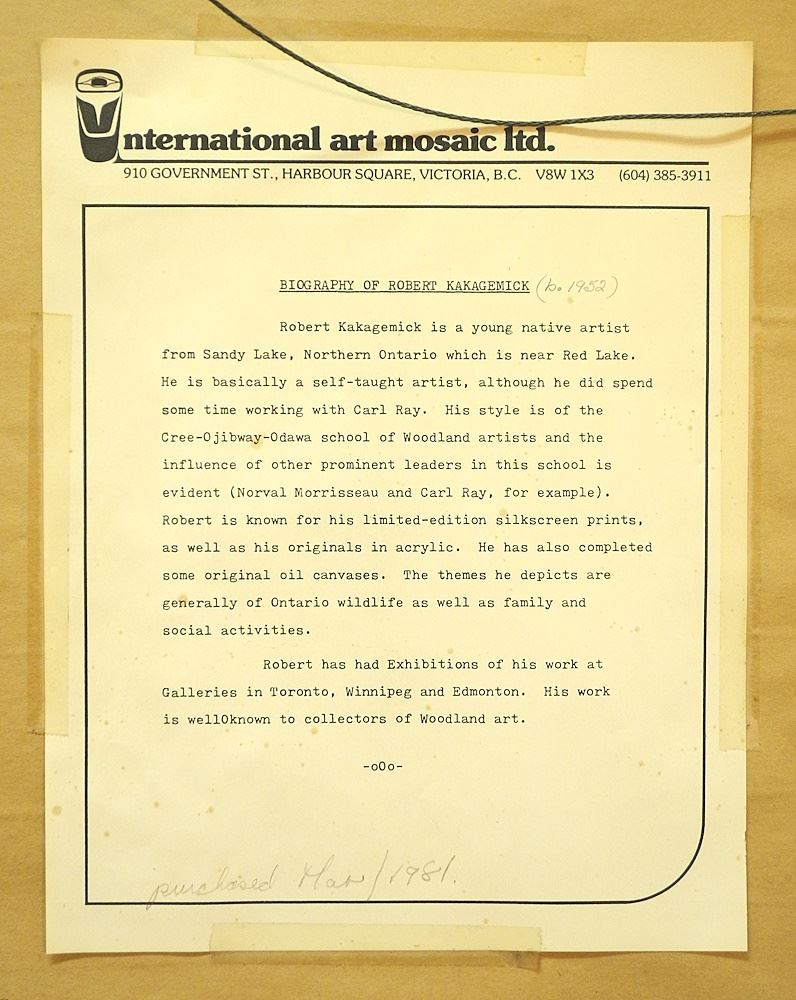 International art mosaic ltd.
910 GOVERNMENT ST., HARBOUR SQUARE, VICTORIA, B.C. V8W 1X3 (604) 385-3911
BIOGRAPHY OF ROBERT KAKAGEMICK (b. 1952)
Robert Kakagemick is a young native artist
from Sandy Lake, Northern Ontario which is near Red Lake.
He is basically a self-taught artist, although he did spend
some time working with Carl Ray. His style is of the
Cree-Ojibway-Odawa school of Woodland artists and the
influence of other prominent leaders in this school is
evident (Norval Morrisseau and Carl Ray, for example).
Robert is known for his limited-edition silkscreen prints,
as well as his originals in acrylic. He has also completed
some original oil canvases. The themes he depicts are
generally of Ontario wildlife as well as family and
social activities.
Robert has had Exhibitions of his work at
Galleries in Toronto, Winnipeg and Edmonton. His work
is wellOknown to collectors of Woodland art.
-oOo-
purchased Mar/1981.